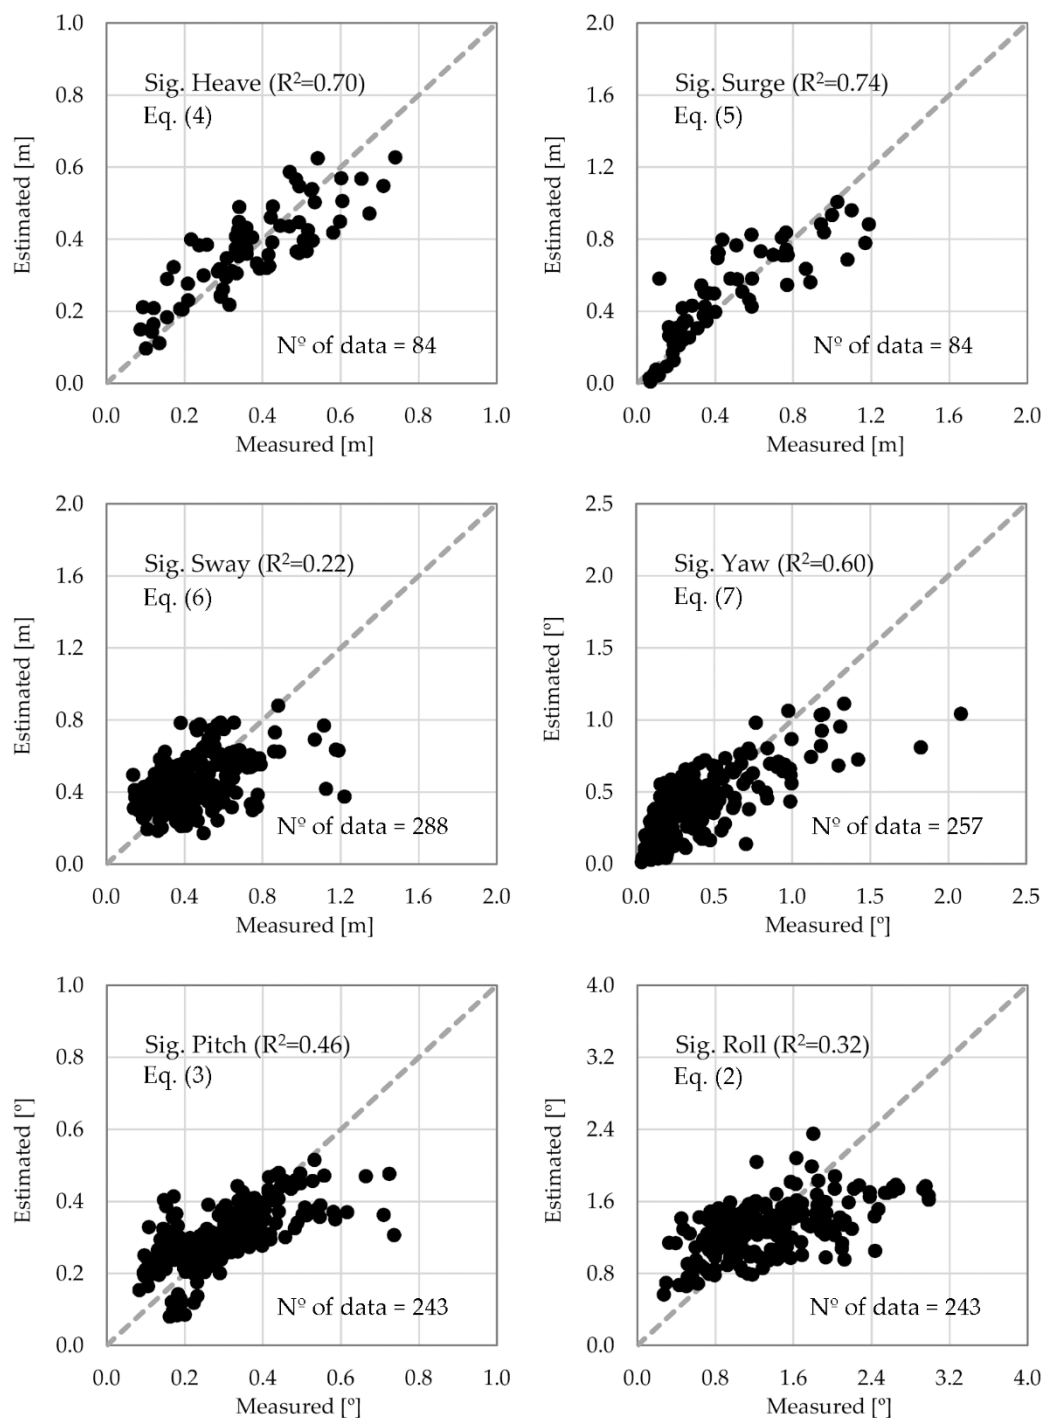 1.0
0.8
0.6
0.4
0.2
0.0
Estimated [m]
Sig. Heave (R²=0.70)
Eq. (4)
Nº of data = 84
0.0 0.2 0.4 0.6 0.8 1.0
Measured [m]
2.0
1.6
1.2
0.8
0.4
0.0
Estimated [m]
Sig. Surge (R²=0.74)
Eq. (5)
Nº of data = 84
0.0 0.4 0.8 1.2 1.6 2.0
Measured [m]
2.0
1.6
1.2
0.8
0.4
0.0
Estimated [m]
Sig. Sway (R²=0.22)
Eq. (6)
Nº of data = 288
0.0 0.4 0.8 1.2 1.6 2.0
Measured [m]
2.5
2.0
1.5
1.0
0.5
0.0
Estimated [º]
Sig. Yaw (R²=0.60)
Eq. (7)
Nº of data = 257
0.0 0.5 1.0 1.5 2.0 2.5
Measured [º]
1.0
0.8
0.6
0.4
0.2
0.0
Estimated [º]
Sig. Pitch (R²=0.46)
Eq. (3)
Nº of data = 243
0.0 0.2 0.4 0.6 0.8 1.0
Measured [º]
4.0
3.2
2.4
1.6
0.8
0.0
Estimated [º]
Sig. Roll (R²=0.32)
Eq. (2)
Nº of data = 243
0.0 0.8 1.6 2.4 3.2 4.0
Measured [º]